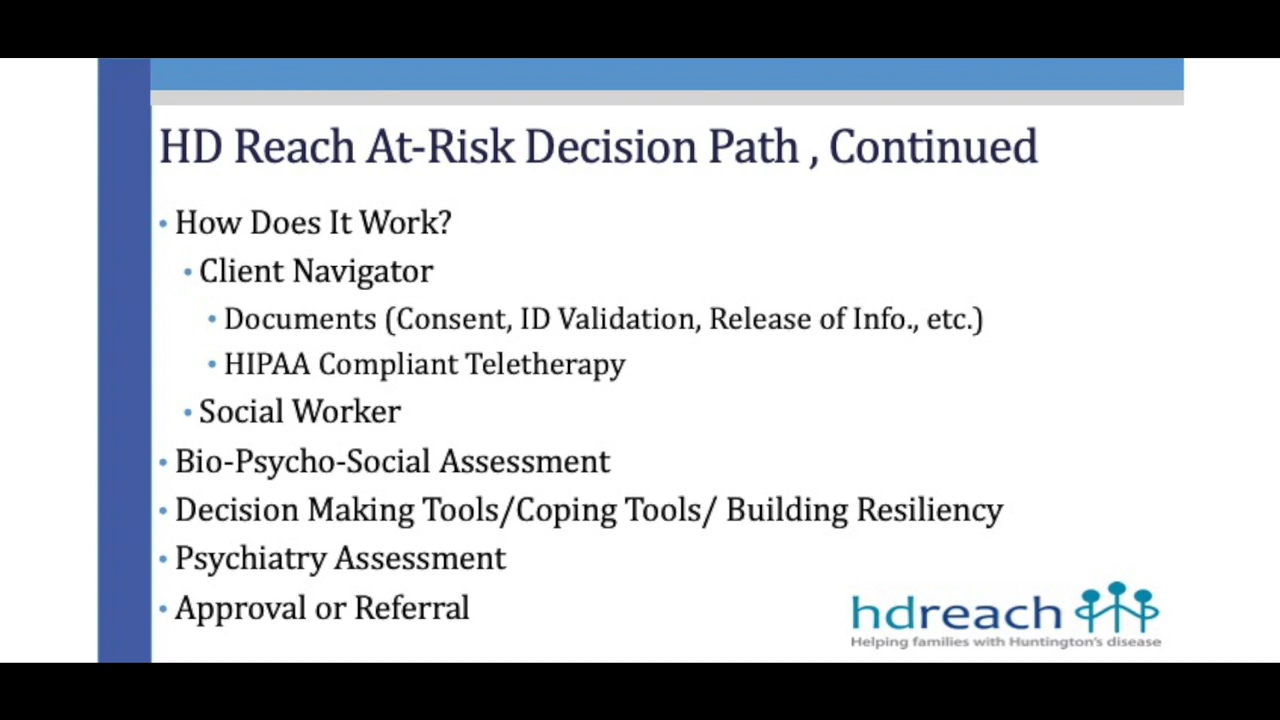 HD Reach At-Risk Decision Path , Continued
• How Does It Work?
• Client Navigator
• Documents (Consent, ID Validation, Release of Info., etc.)
• HIPAA Compliant Teletherapy
• Social Worker
• Bio-Psycho-Social Assessment
• Decision Making Tools/Coping Tools/ Building Resiliency
• Psychiatry Assessment
• Approval or Referral
hdreach
Helping families with Huntington's disease